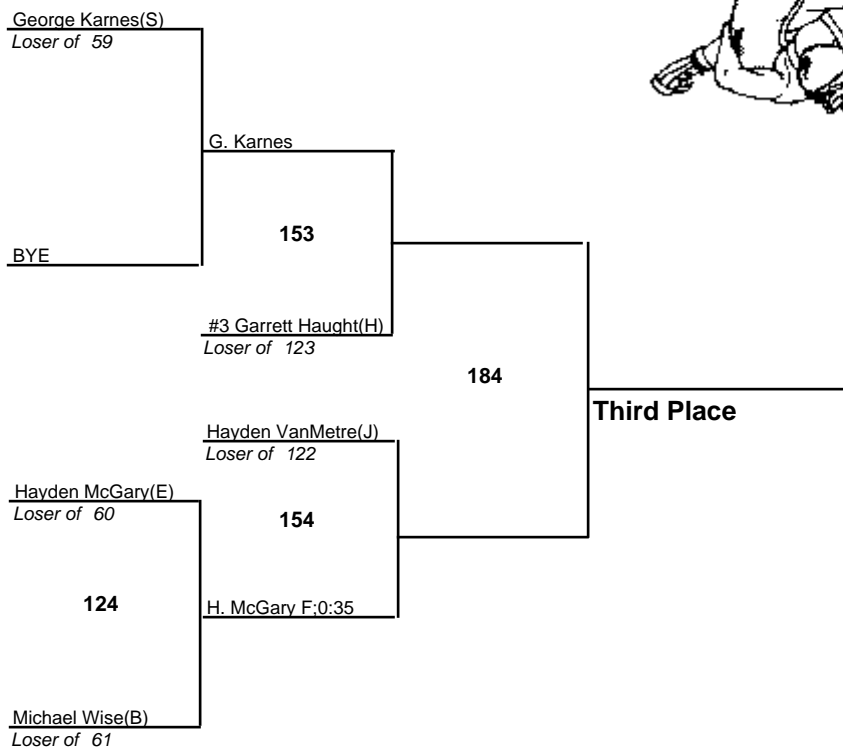 George Karnes(S)
Loser of 59
G. Karnes
153
BYE
#3 Garrett Haught(H)
Loser of 123
184
Third Place
Hayden VanMetre(J)
Loser of 122
Hayden McGary(E)
Loser of 60
154
124
H. McGary F;0:35
Michael Wise(B)
Loser of 61